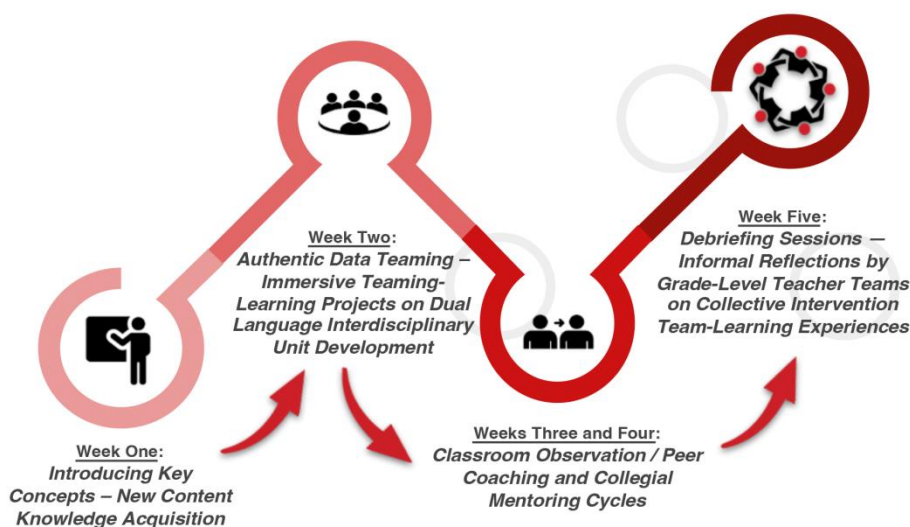 Week One:
Introducing Key
Concepts – New Content
Knowledge Acquisition
Week Two:
Authentic Data Teaming –
Immersive Teaming-
Learning Projects on Dual
Language Interdisciplinary
Unit Development
Weeks Three and Four:
Classroom Observation / Peer
Coaching and Collegial
Mentoring Cycles
Week Five:
Debriefing Sessions —
Informal Reflections by
Grade-Level Teacher Teams
on Collective Intervention
Team-Learning Experiences